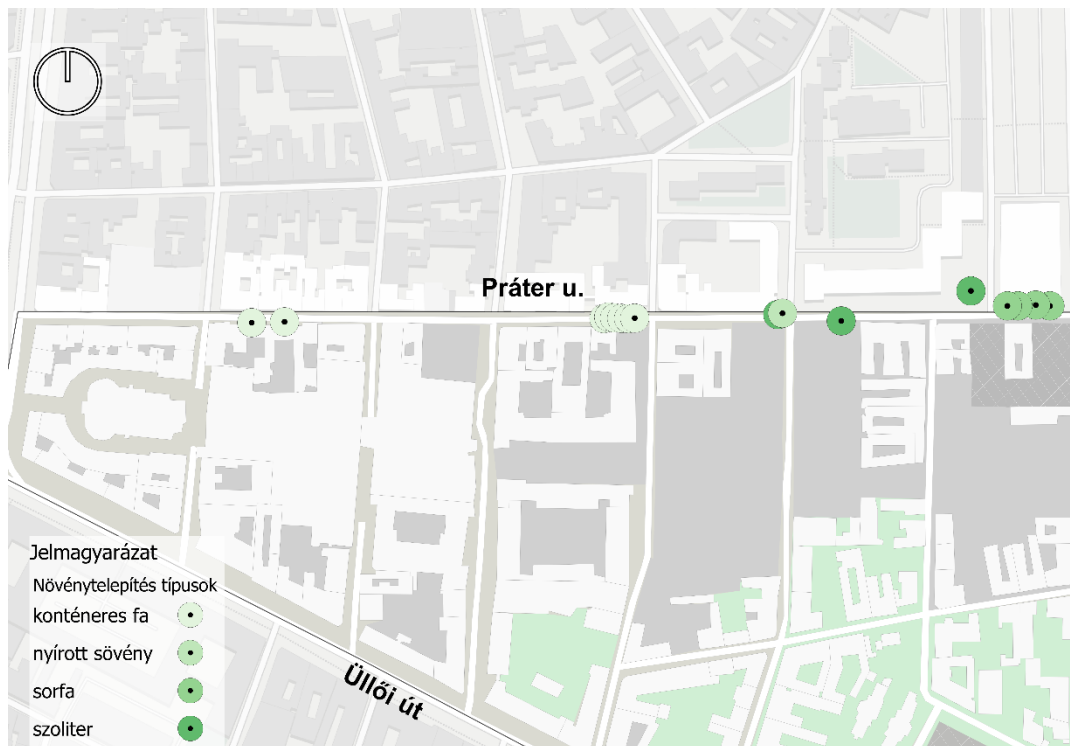 Práter u.
Jelmagyarázat
Növénytelepítés típusok
konténeres fa
nyírott sövény
sorfa
szoliter
Üllői út